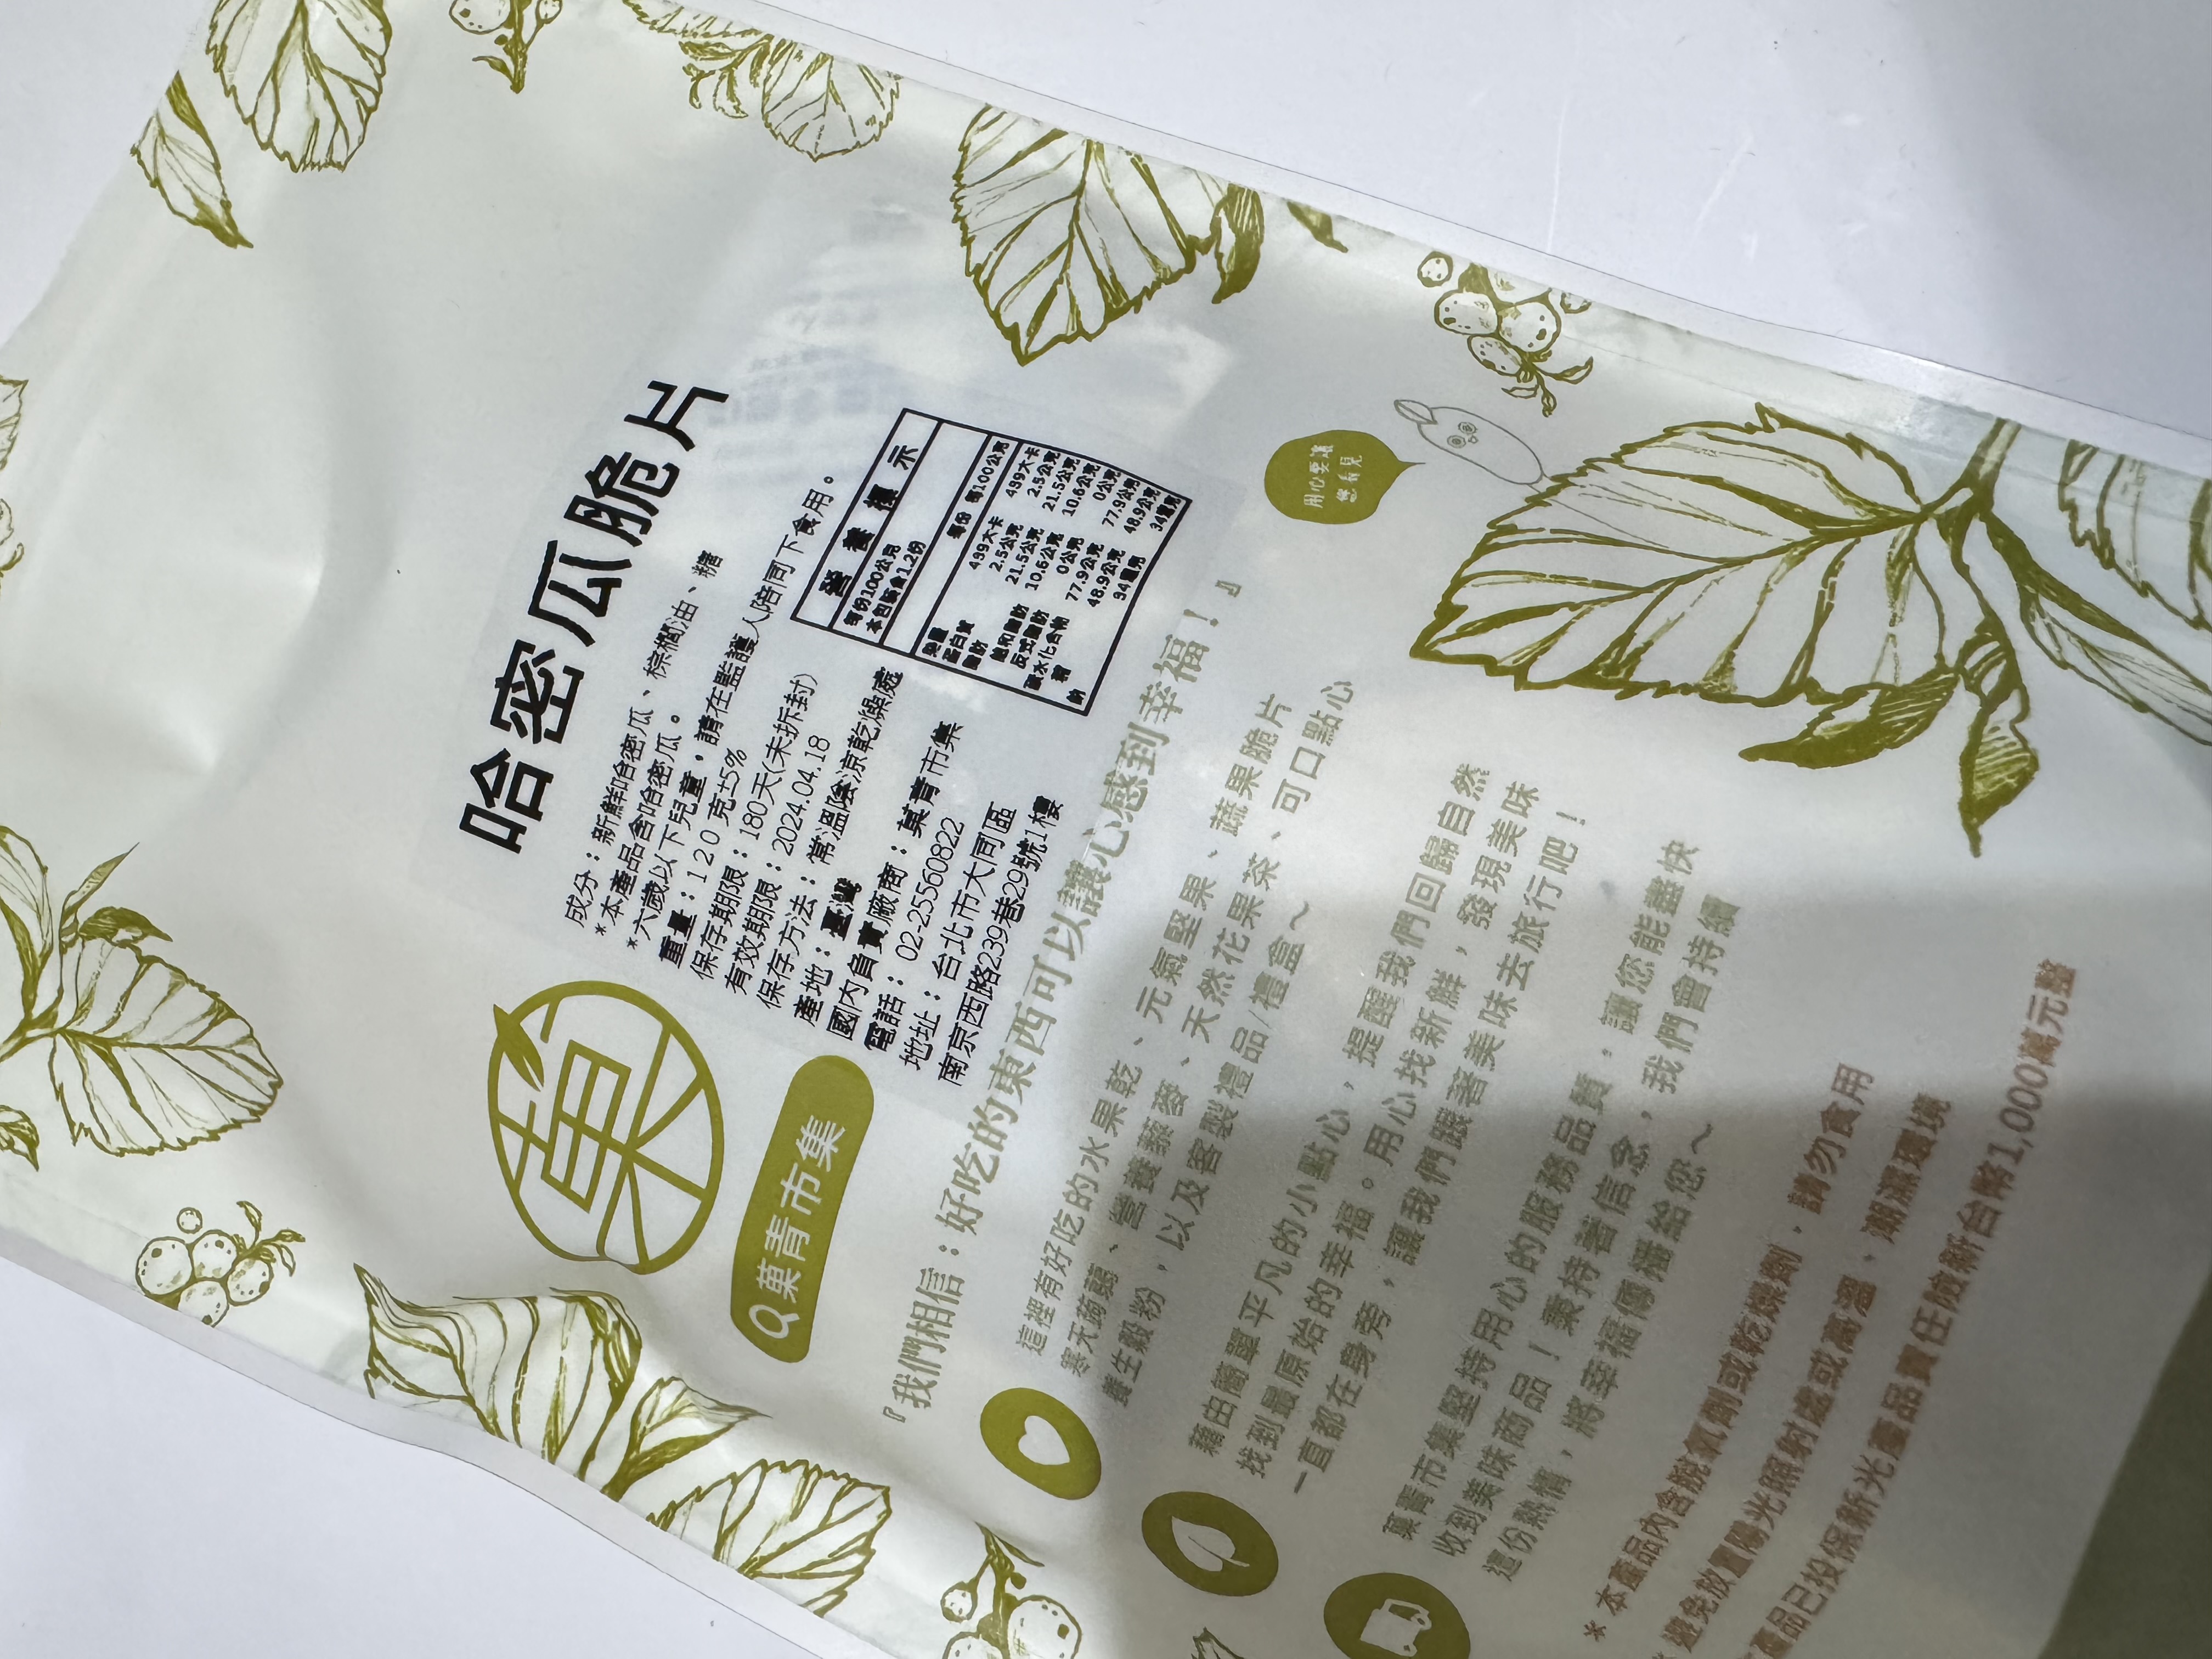 哈密瓜脆片
成分：新鮮哈密瓜、棕櫚油、糖
*本產品含哈密瓜。
*六歲以下兒童，請在監護人陪同下食用。
重量：120 克±5%
保存期限：180天(未拆封)
有效期限：2024.04.18
保存方法：常溫陰涼乾燥處
產地：臺灣
國內負責廠商：菓青市集
電話：02-25560822
地址：台北市大同區
南京西路239巷29號1樓
營養標示
每份100公克
本包裝含1.2份
每份 每100公克
熱量 499大卡 499大卡
蛋白質 2.5公克 2.5公克
脂肪 21.5公克 21.5公克
飽和脂肪 10.6公克 10.6公克
反式脂肪 0公克 0公克
碳水化合物 77.9公克 77.9公克
糖 48.9公克 48.9公克
鈉 34毫克 34毫克
菓
菓青市集
用心要讓
您看見
『我們相信：好吃的東西可以讓心感到幸福！』
這裡有好吃的水果乾、元氣堅果、蔬果脆片
寒天蒟蒻、營養藜麥、天然花果茶、可口點心
養生穀粉，以及客製禮品/禮盒～
藉由簡單平凡的小點心，提醒我們回歸自然
找到最原始的幸福。用心找新鮮，發現美味
一直都在身旁，讓我們跟著美味去旅行吧！
菓青市集堅持用心的服務品質，讓您能盡快
收到美味商品！秉持著信念，我們會持續
這份熱情，將幸福傳播給您～
*本產品內含脫氧劑或乾燥劑，請勿食用
避免放置陽光照射處或高溫、潮濕環境
產品已投保新光產品責任險新台幣1,000萬元整